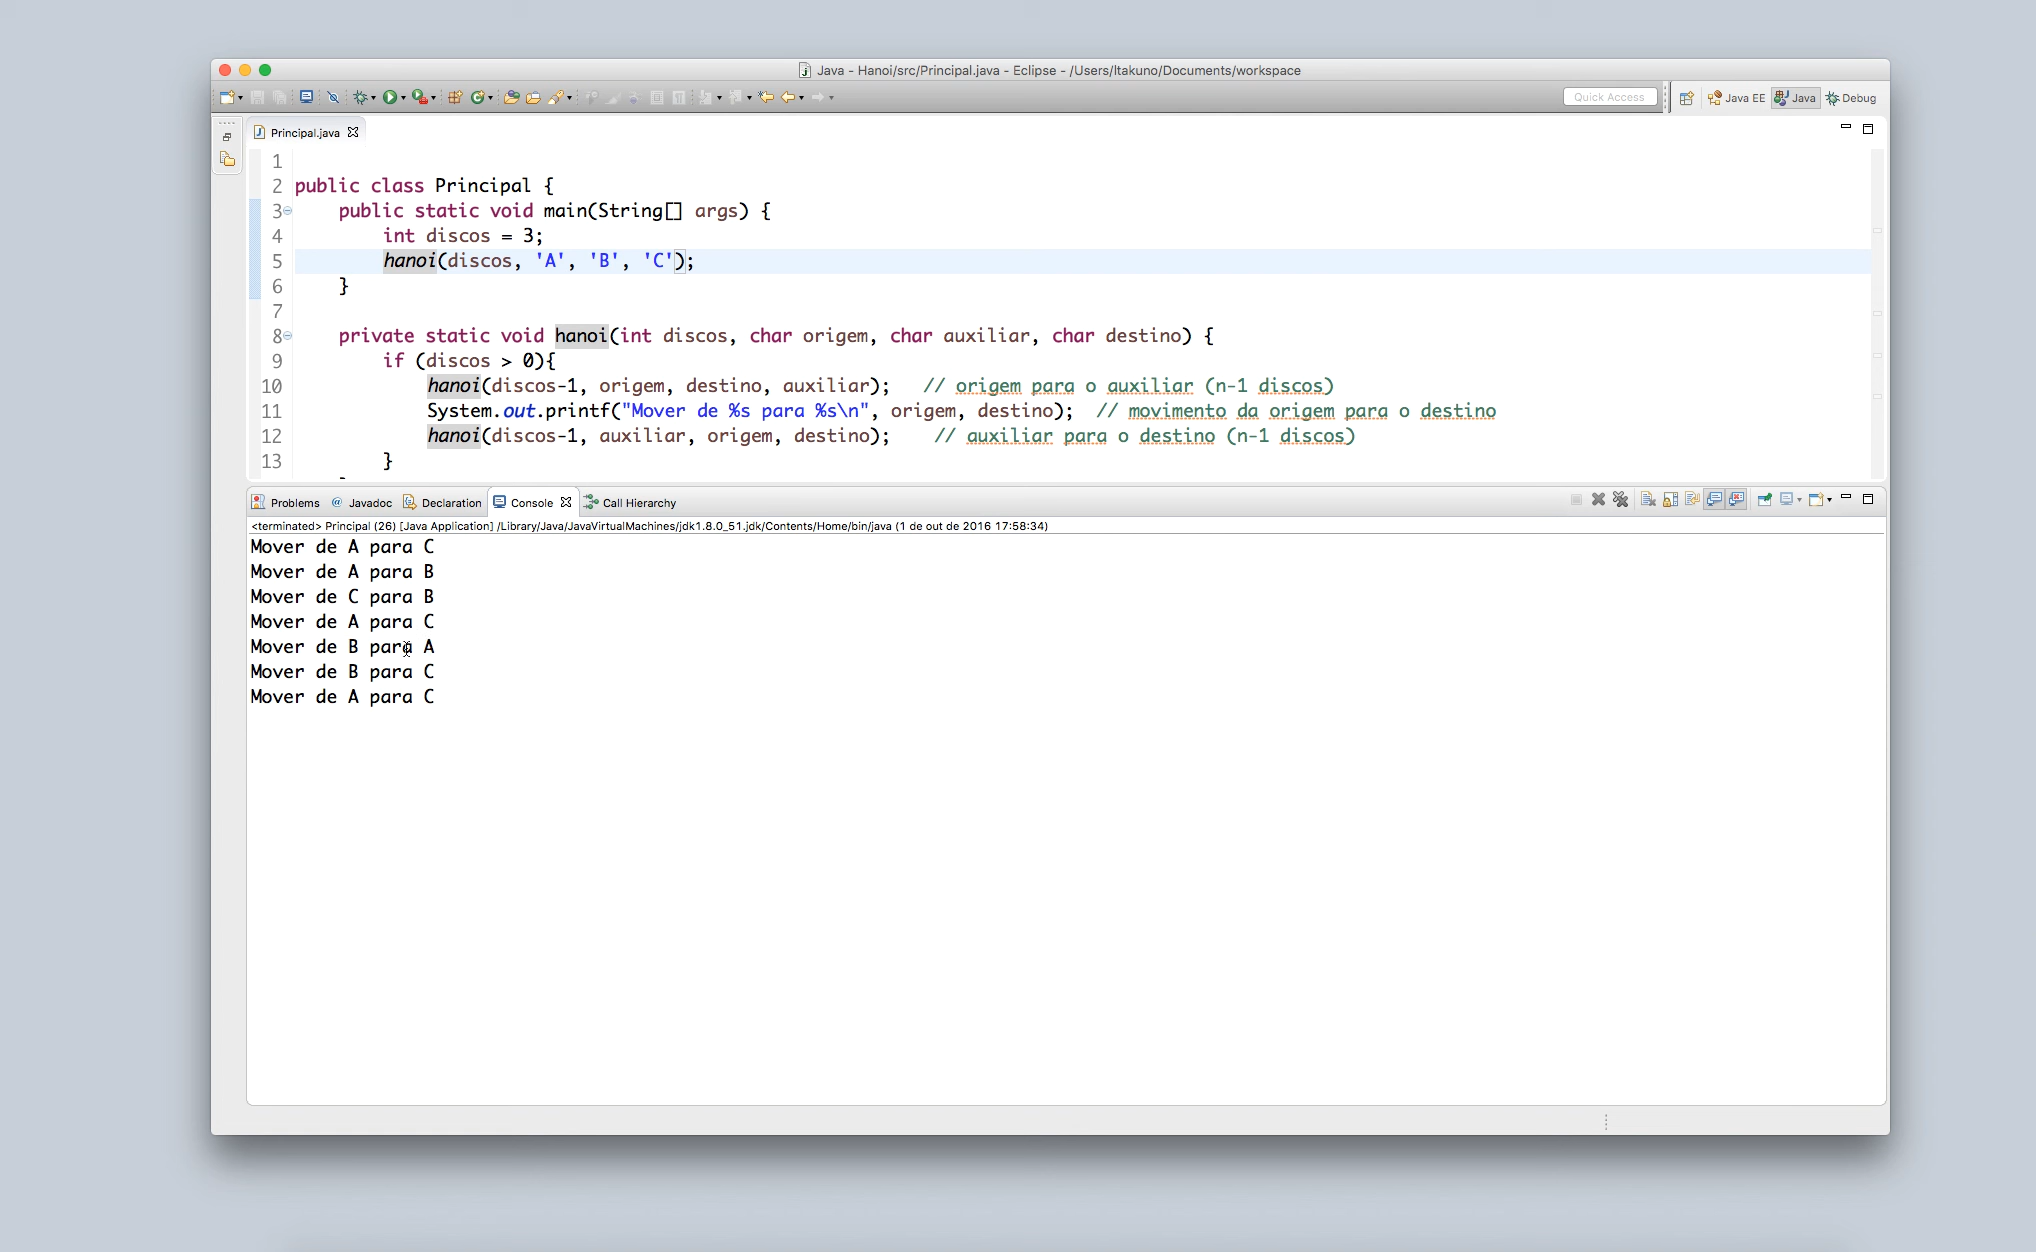 Java - Hanoi/src/Principal.java - Eclipse - /Users/ltakuno/Documents/workspace
Quick Access
Java EE
Java
Debug
Principal.java
1
2 public class Principal {
3 public static void main(String[] args) {
4 int discos = 3;
5 hanoi(discos, 'A', 'B', 'C');
6 }
7
8 private static void hanoi(int discos, char origem, char auxiliar, char destino) {
9 if (discos > 0){
10 hanoi(discos-1, origem, destino, auxiliar); // origem para o auxiliar (n-1 discos)
11 System.out.printf("Mover de %s para %s\n", origem, destino); // movimento da origem para o destino
12 hanoi(discos-1, auxiliar, origem, destino); // auxiliar para o destino (n-1 discos)
13 }
Problems @ Javadoc Declaration Console Call Hierarchy
<terminated> Principal (26) [Java Application] /Library/Java/JavaVirtualMachines/jdk1.8.0_51.jdk/Contents/Home/bin/java (1 de out de 2016 17:58:34)
Mover de A para C
Mover de A para B
Mover de C para B
Mover de A para C
Mover de B para A
Mover de B para C
Mover de A para C